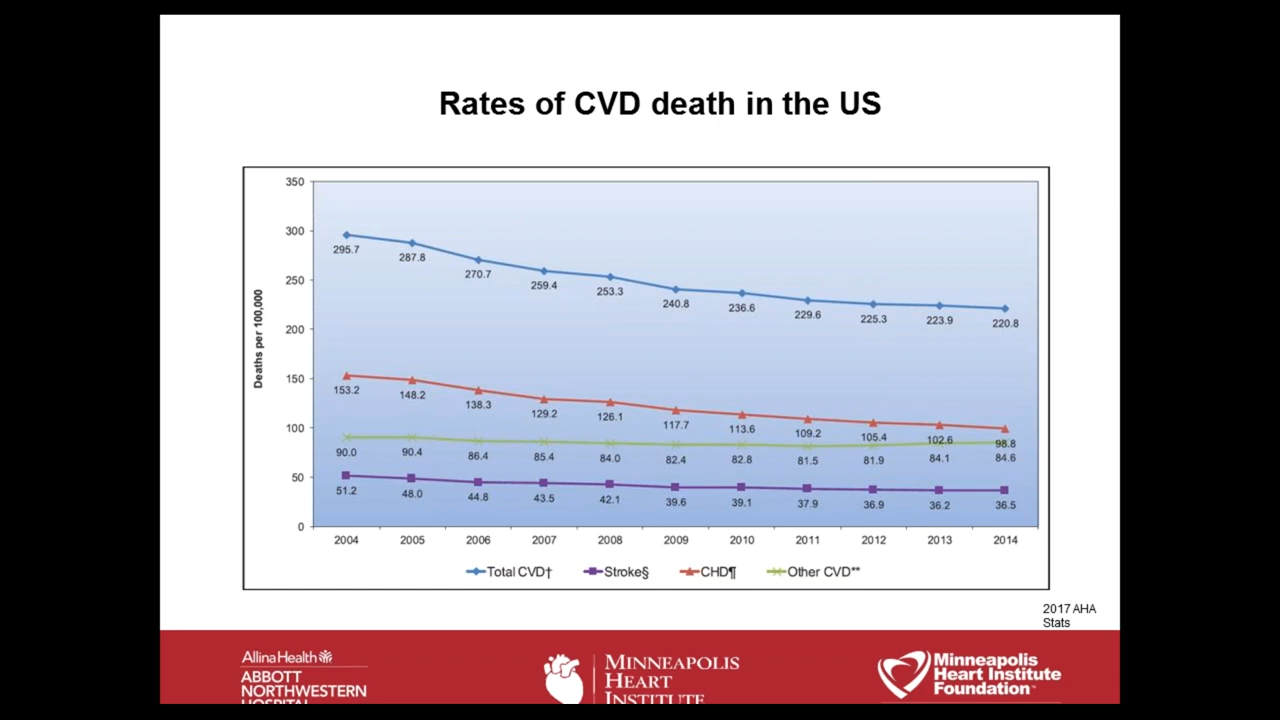 Rates of CVD death in the US
350
300
250
200
150
100
50
0
Deaths per 100,000
295.7 287.8 270.7 259.4 253.3 240.8 236.6 229.6 225.3 223.9 220.8
153.2 148.2 138.3 129.2 126.1 117.7 113.6 109.2 105.4 102.6 98.8
90.0 90.4 86.4 85.4 84.0 82.4 82.8 81.5 81.9 84.1 84.6
51.2 48.0 44.8 43.5 42.1 39.6 39.1 37.9 36.9 36.2 36.5
2004 2005 2006 2007 2008 2009 2010 2011 2012 2013 2014
Total CVD† Stroke§ CHD¶ Other CVD**
2017 AHA
Stats
Allina Health
ABBOTT
NORTHWESTERN
HOSPITAL
MINNEAPOLIS
HEART
INSTITUTE
Minneapolis
Heart Institute
Foundation™